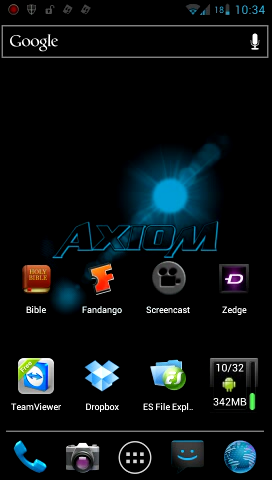 18 10:34
Google
AXIOM
HOLY BIBLE
Bible Fandango Screencast Zedge
Free
10/32
342MB
TeamViewer Dropbox ES File Expl..